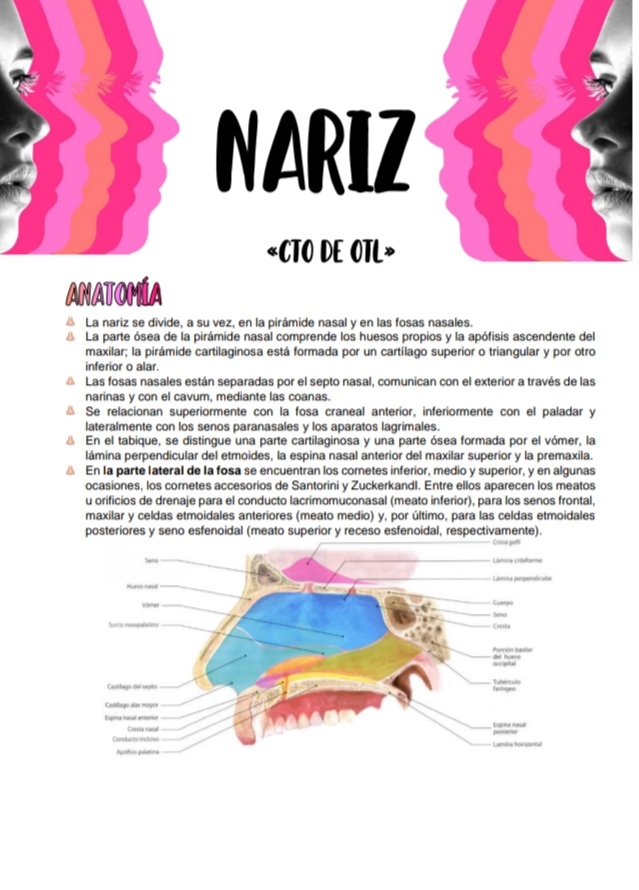 NARIZ
«CTO DE OTL»
ANATOMÍA
La nariz se divide, a su vez, en la pirámide nasal y en las fosas nasales.
La parte ósea de la pirámide nasal comprende los huesos propios y la apófisis ascendente del
maxilar; la pirámide cartilaginosa está formada por un cartílago superior o triangular y por otro
inferior o alar.
Las fosas nasales están separadas por el septo nasal, comunican con el exterior a través de las
narinas y con el cavum, mediante las coanas.
Se relacionan superiormente con la fosa craneal anterior, inferiormente con el paladar y
lateralmente con los senos paranasales y los aparatos lagrimales.
En el tabique, se distingue una parte cartilaginosa y una parte ósea formada por el vómer, la
lámina perpendicular del etmoides, la espina nasal anterior del maxilar superior y la premaxila.
En la parte lateral de la fosa se encuentran los cornetes inferior, medio y superior, y en algunas
ocasiones, los cornetes accesorios de Santorini y Zuckerkandl. Entre ellos aparecen los meatos
u orificios de drenaje para el conducto lacrimomuconasal (meato inferior), para los senos frontal,
maxilar y celdas etmoidales anteriores (meato medio) y, por último, para las celdas etmoidales
posteriores y seno esfenoidal (meato superior y receso esfenoidal, respectivamente).
Crista galli
Seno
Lámina cribiforme
Lámina perpendicular
Hueso nasal
Cuerpo
Vómer
Seno
Surco nasopalatino
Cresta
Porción basilar
del hueso
occipital
Cartílago del septo
Tubérculo
faríngeo
Cartílago alar mayor
Espina nasal anterior
Cresta nasal
Espina nasal
posterior
Conducto incisivo
Lámina horizontal
Apófisis palatina